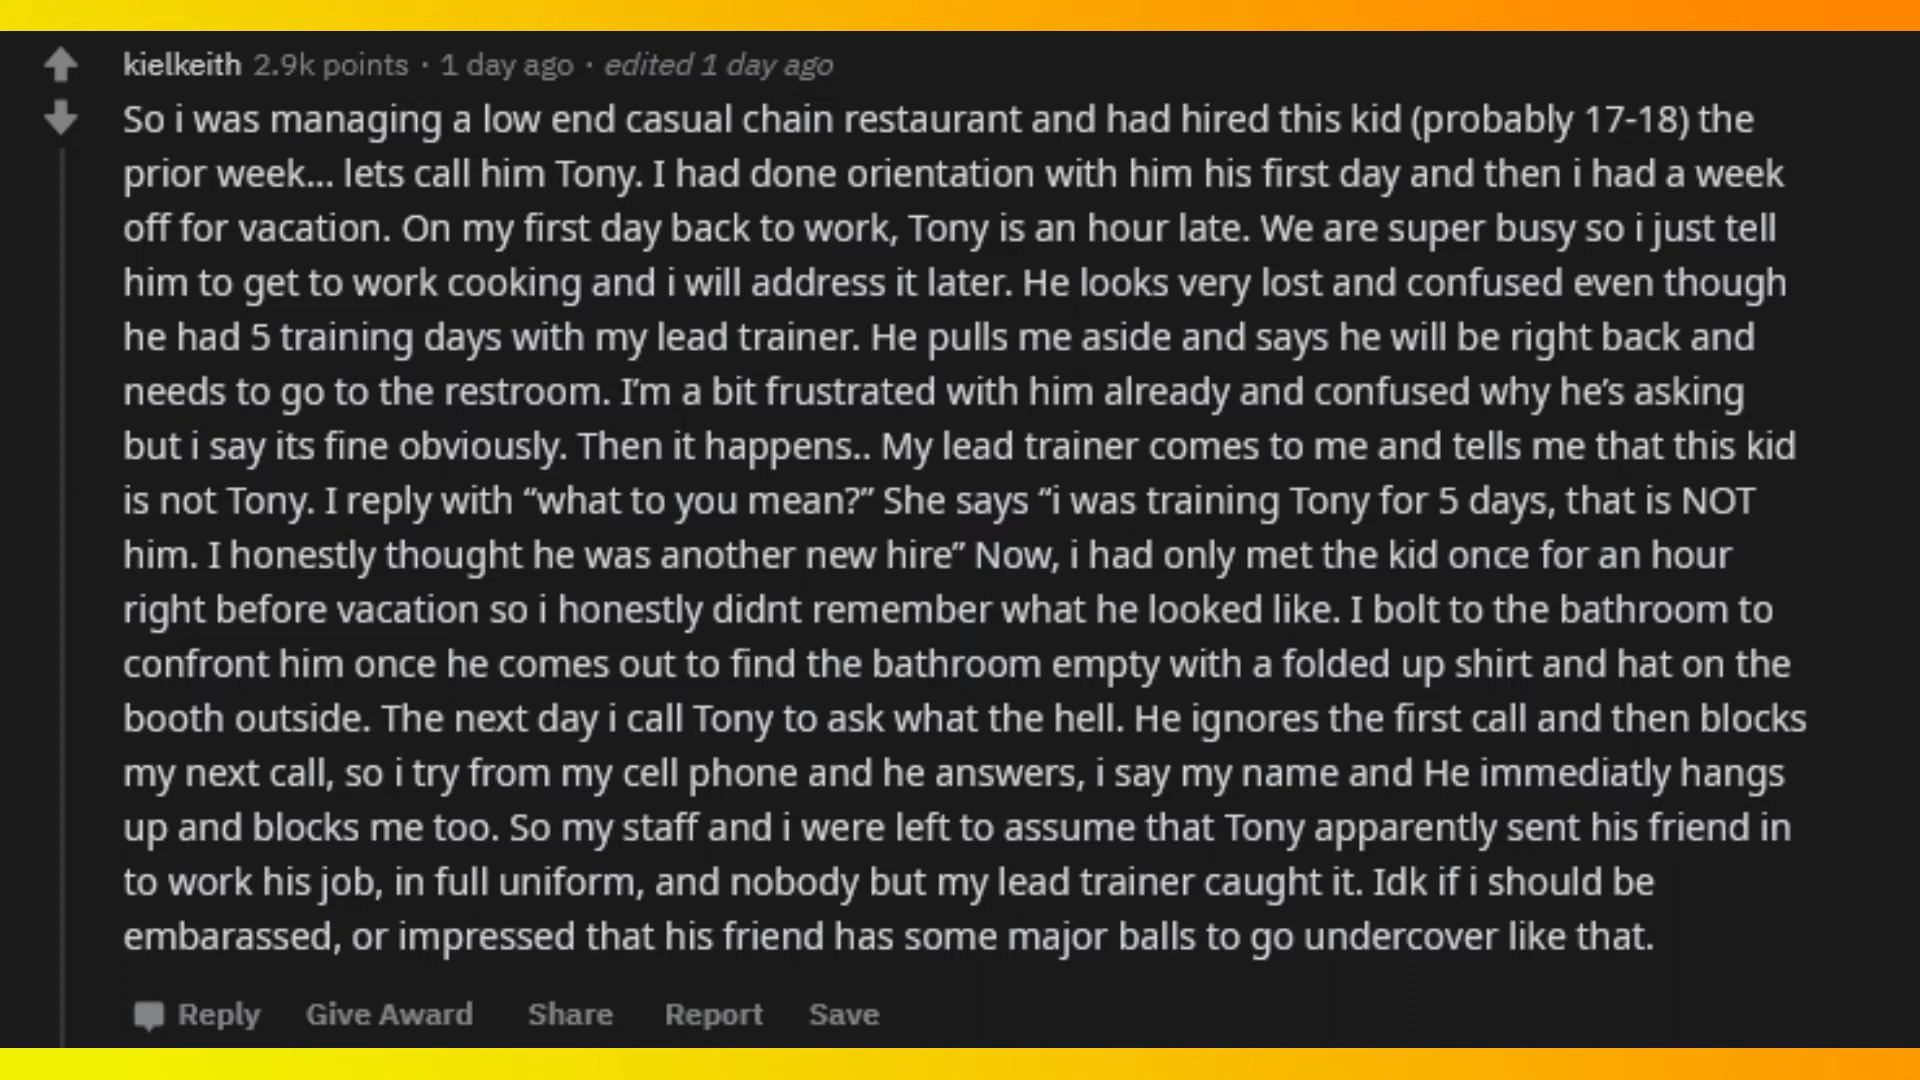 kielkeith 2.9k points · 1 day ago · edited 1 day ago
So i was managing a low end casual chain restaurant and had hired this kid (probably 17-18) the
prior week... lets call him Tony. I had done orientation with him his first day and then i had a week
off for vacation. On my first day back to work, Tony is an hour late. We are super busy so i just tell
him to get to work cooking and i will address it later. He looks very lost and confused even though
he had 5 training days with my lead trainer. He pulls me aside and says he will be right back and
needs to go to the restroom. I’m a bit frustrated with him already and confused why he’s asking
but i say its fine obviously. Then it happens.. My lead trainer comes to me and tells me that this kid
is not Tony. I reply with “what to you mean?” She says “i was training Tony for 5 days, that is NOT
him. I honestly thought he was another new hire” Now, i had only met the kid once for an hour
right before vacation so i honestly didnt remember what he looked like. I bolt to the bathroom to
confront him once he comes out to find the bathroom empty with a folded up shirt and hat on the
booth outside. The next day i call Tony to ask what the hell. He ignores the first call and then blocks
my next call, so i try from my cell phone and he answers, i say my name and He immediatly hangs
up and blocks me too. So my staff and i were left to assume that Tony apparently sent his friend in
to work his job, in full uniform, and nobody but my lead trainer caught it. Idk if i should be
embarassed, or impressed that his friend has some major balls to go undercover like that.
Reply Give Award Share Report Save